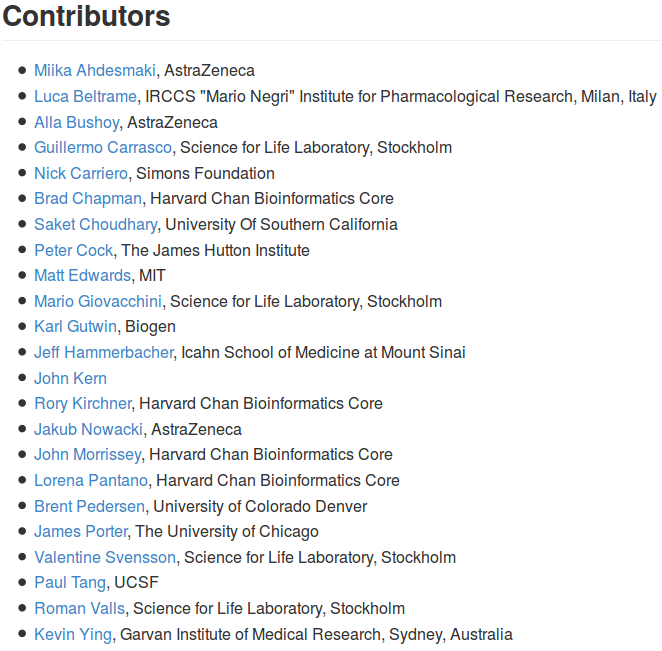 Contributors
Miika Ahdesmaki, AstraZeneca
Luca Beltrame, IRCCS "Mario Negri" Institute for Pharmacological Research, Milan, Italy
Alla Bushoy, AstraZeneca
Guillermo Carrasco, Science for Life Laboratory, Stockholm
Nick Carriero, Simons Foundation
Brad Chapman, Harvard Chan Bioinformatics Core
Saket Choudhary, University Of Southern California
Peter Cock, The James Hutton Institute
Matt Edwards, MIT
Mario Giovacchini, Science for Life Laboratory, Stockholm
Karl Gutwin, Biogen
Jeff Hammerbacher, Icahn School of Medicine at Mount Sinai
John Kern
Rory Kirchner, Harvard Chan Bioinformatics Core
Jakub Nowacki, AstraZeneca
John Morrissey, Harvard Chan Bioinformatics Core
Lorena Pantano, Harvard Chan Bioinformatics Core
Brent Pedersen, University of Colorado Denver
James Porter, The University of Chicago
Valentine Svensson, Science for Life Laboratory, Stockholm
Paul Tang, UCSF
Roman Valls, Science for Life Laboratory, Stockholm
Kevin Ying, Garvan Institute of Medical Research, Sydney, Australia